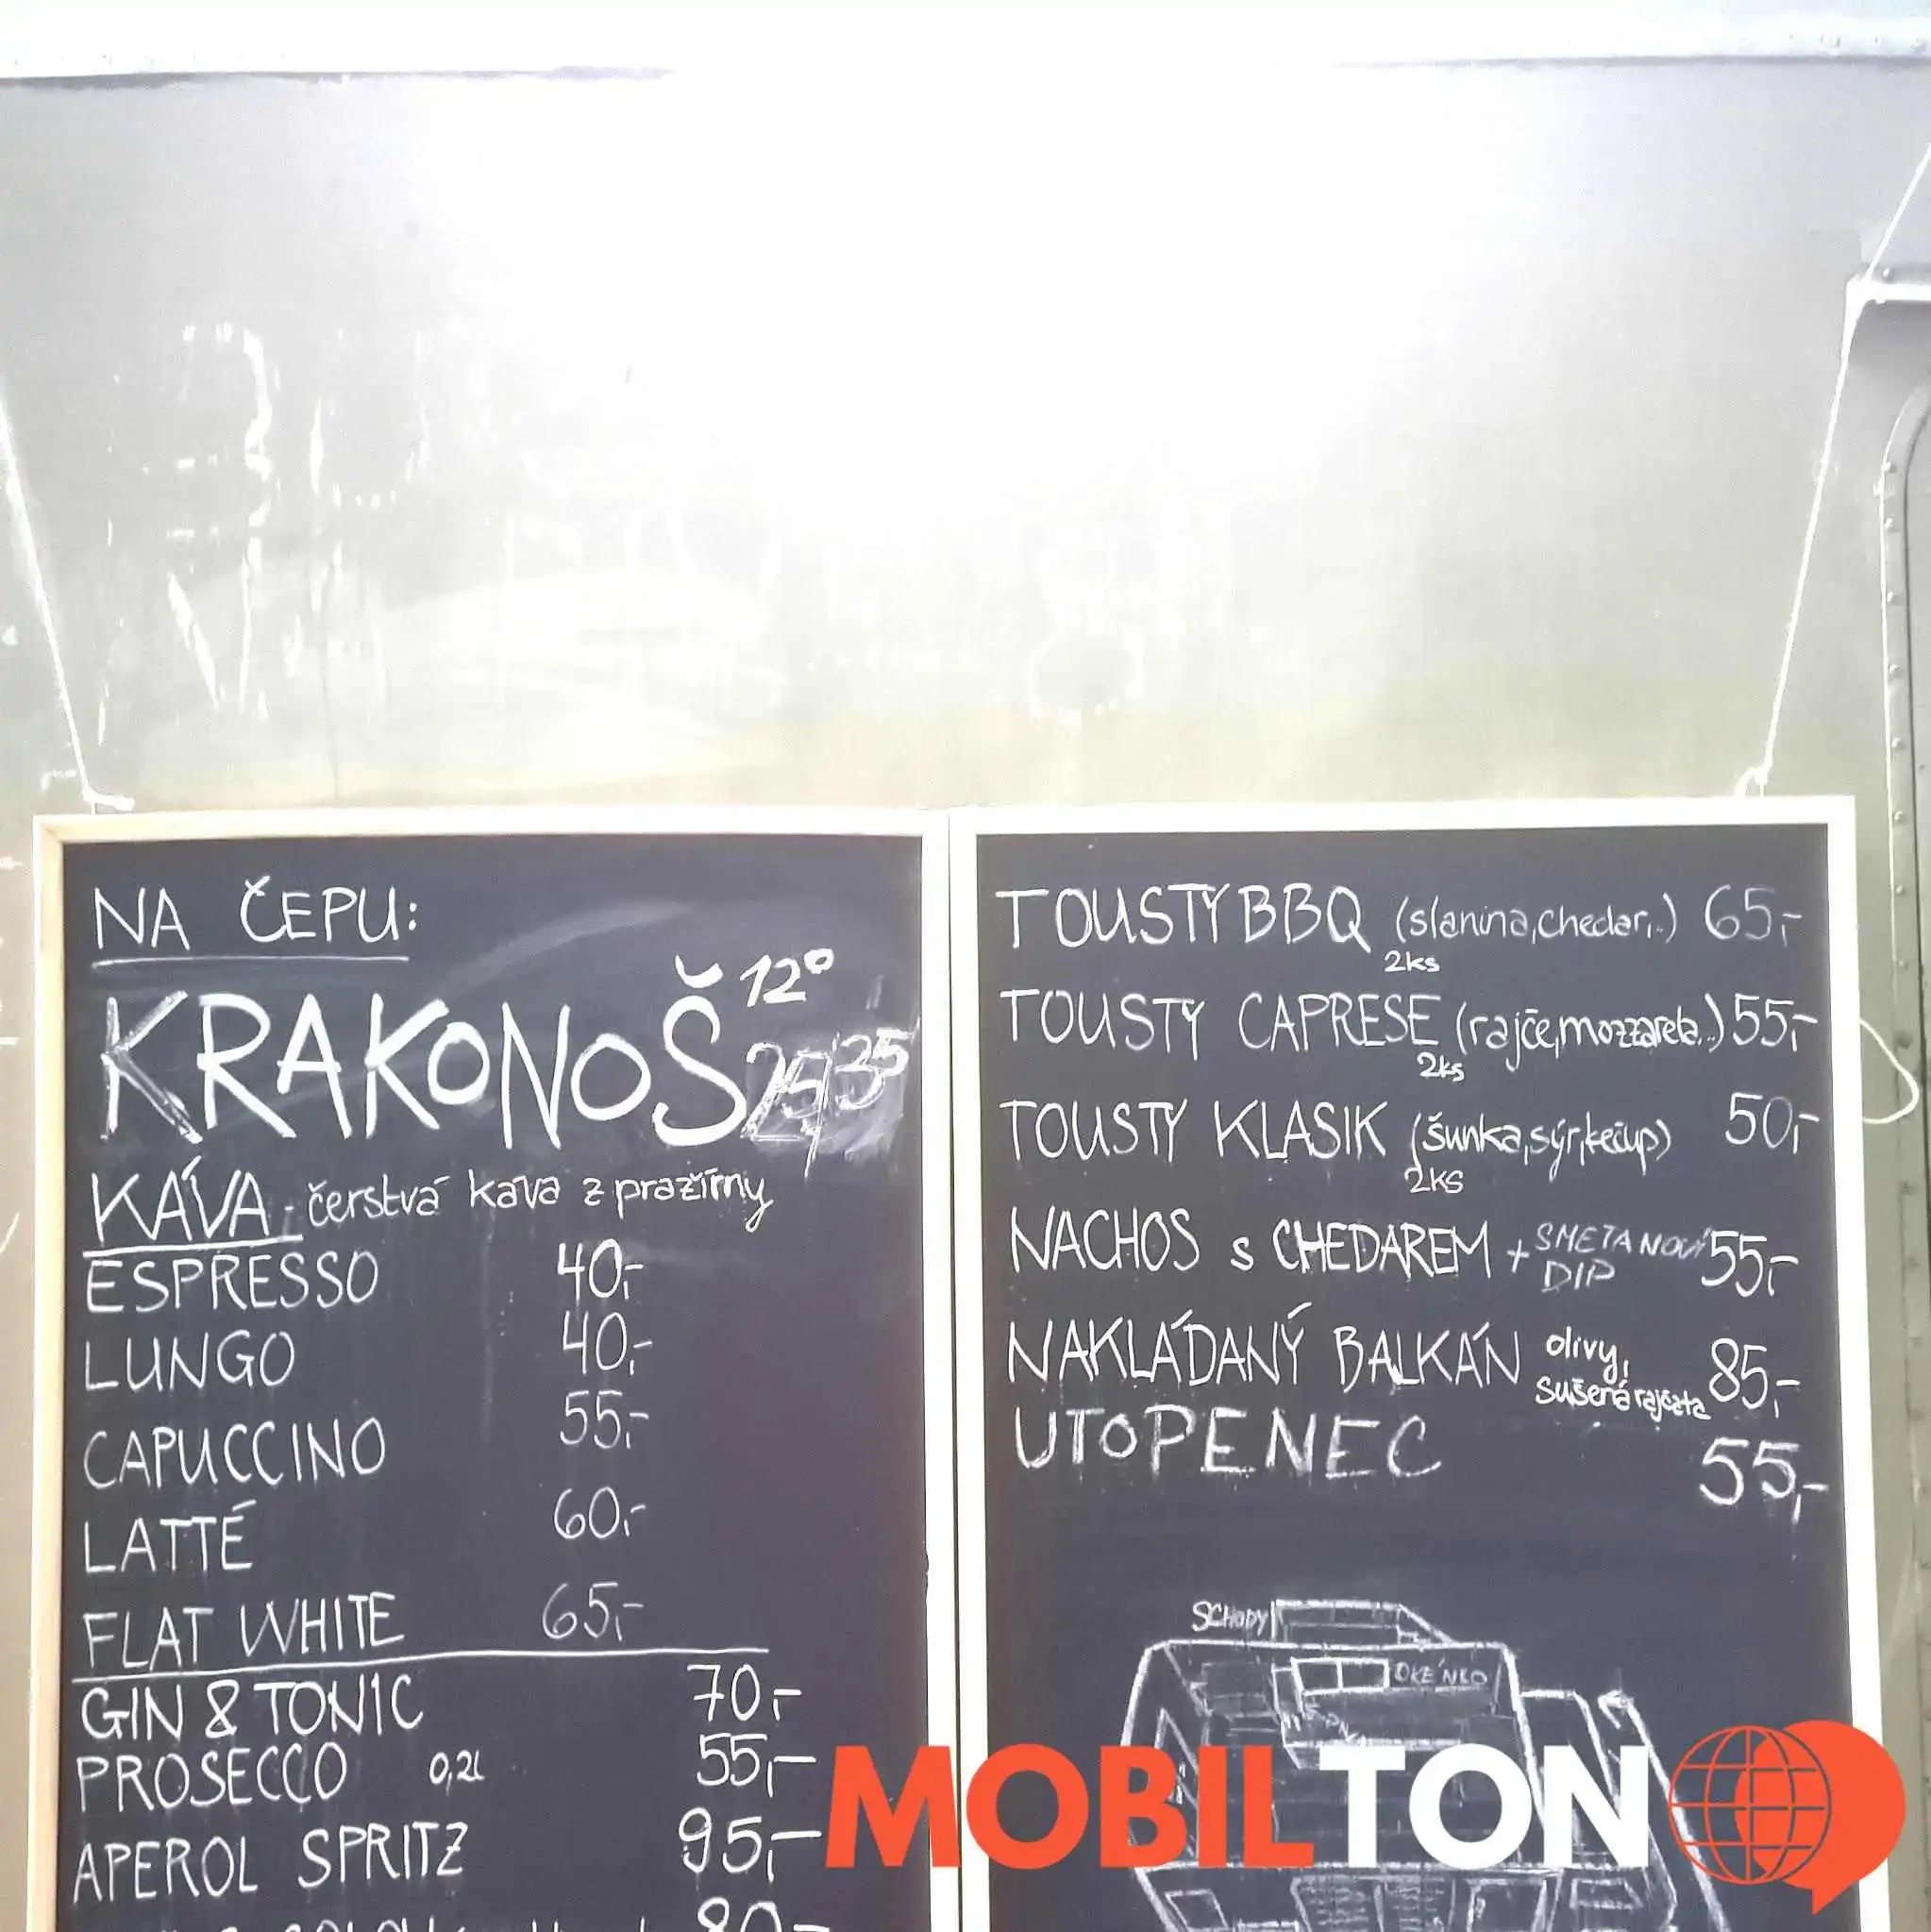 NA ČEPU:
KRAKONOŠ 12°
KÁVA - čerstvá káva z pražírny
ESPRESSO 40,-
LUNGO 40,-
CAPUCCINO 55,-
LATTÉ 60,-
FLAT WHITE 65,-
GIN & TONIC 70,-
PROSECCO 0,2l 55,-
APEROL SPRITZ 95,-
80,-
TOUSTY BBQ (slanina,chedar,..) 65,-
2ks
TOUSTY CAPRESE (rajče,mozzarela..) 55,-
2ks
TOUSTY KLASIK (šunka,sýr,kečup) 50,-
2ks
NACHOS s CHEDAREM + SMETANOVÝ DIP 55,-
NAKLÁDANÝ BALKÁN olivy, sušená rajčata 85,-
UTOPENEC 55,-
SCHODY
OKÉNKO
MOBILTON